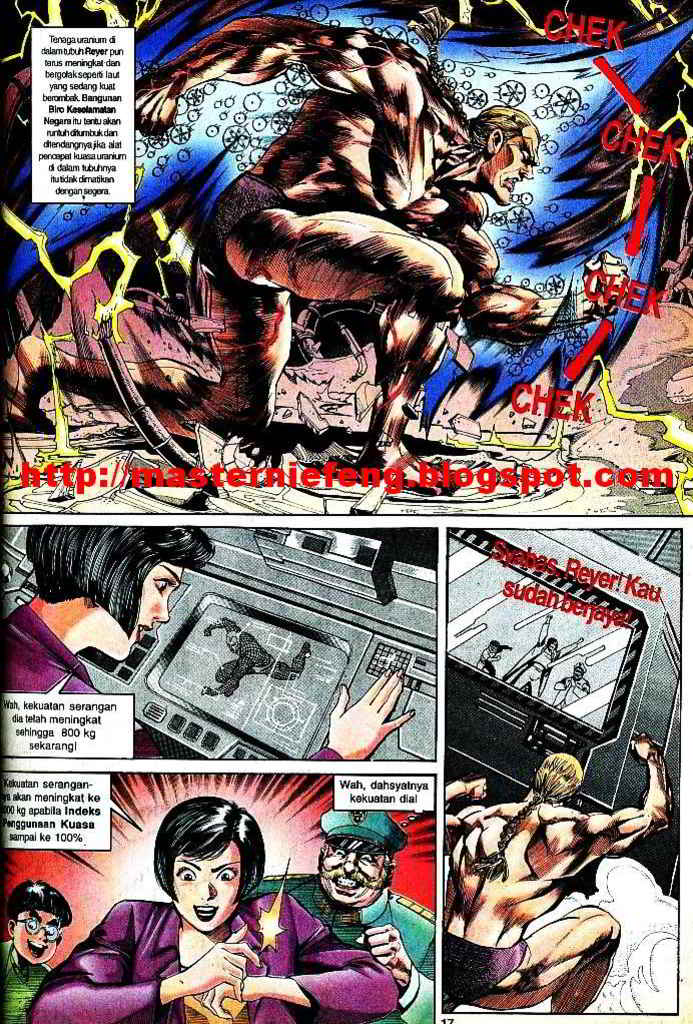 Tenaga uranium di
dalam tubuh Reyer pun
terus meningkat dan
bergolak seperti laut
yang sedang kuat
berombak. Bangunan
Biro Keselamatan
Negara itu tentu akan
runtuh ditumbuk dan
ditendangnya jika alat
pencepat kuasa uranium
di dalam tubuhnya
itu tidak dimatikan
dengan segera.
CHEK
CHEK
CHEK
CHEK
http://masterniefeng.blogspot.com
Wah, kekuatan serangan
dia telah meningkat
sehingga 800 kg
sekarang!
Syabas, Reyer! Kau
sudah berjaya!
Kekuatan serangan-
nya akan meningkat ke
kg apabila Indeks
Penggunaan Kuasa
sampai ke 100%
Wah, dahsyatnya
kekuatan dia!
17